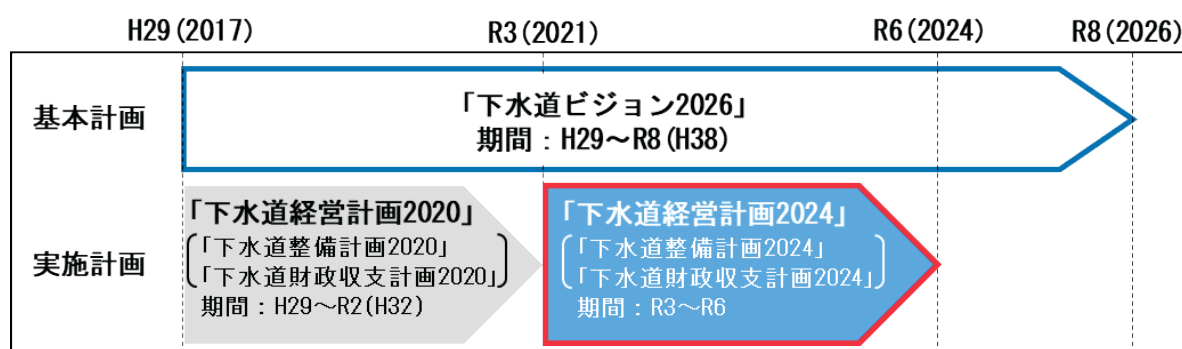 H29(2017)
R3(2021)
R6(2024)
R8(2026)
基本計画
「下水道ビジョン2026」
期間：H29～R8(H38)
実施計画
「下水道経営計画2020」
「下水道整備計画2020」
「下水道財政収支計画2020」
期間：H29～R2(H32)
「下水道経営計画2024」
「下水道整備計画2024」
「下水道財政収支計画2024」
期間：R3～R6